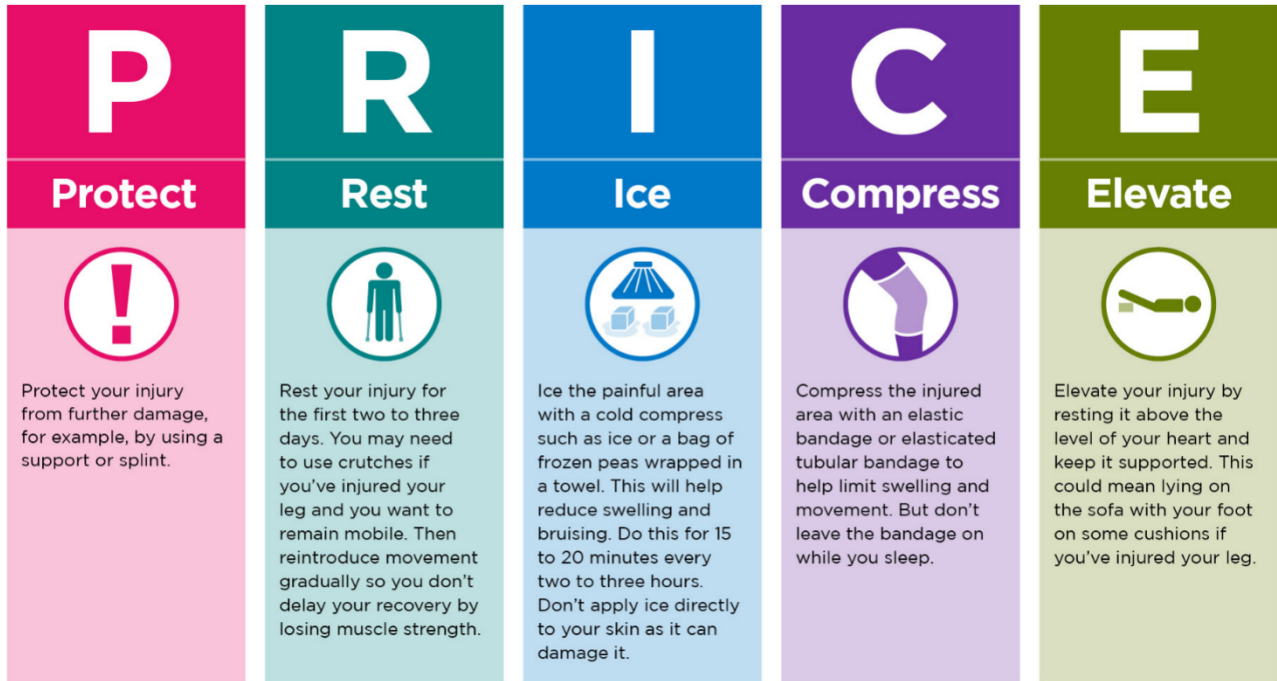 P
Protect
Protect your injury
from further damage,
for example, by using a
support or splint.
R
Rest
Rest your injury for
the first two to three
days. You may need
to use crutches if
you’ve injured your
leg and you want to
remain mobile. Then
reintroduce movement
gradually so you don’t
delay your recovery by
losing muscle strength.
I
Ice
Ice the painful area
with a cold compress
such as ice or a bag of
frozen peas wrapped in
a towel. This will help
reduce swelling and
bruising. Do this for 15
to 20 minutes every
two to three hours.
Don’t apply ice directly
to your skin as it can
damage it.
C
Compress
Compress the injured
area with an elastic
bandage or elasticated
tubular bandage to
help limit swelling and
movement. But don’t
leave the bandage on
while you sleep.
E
Elevate
Elevate your injury by
resting it above the
level of your heart and
keep it supported. This
could mean lying on
the sofa with your foot
on some cushions if
you’ve injured your leg.